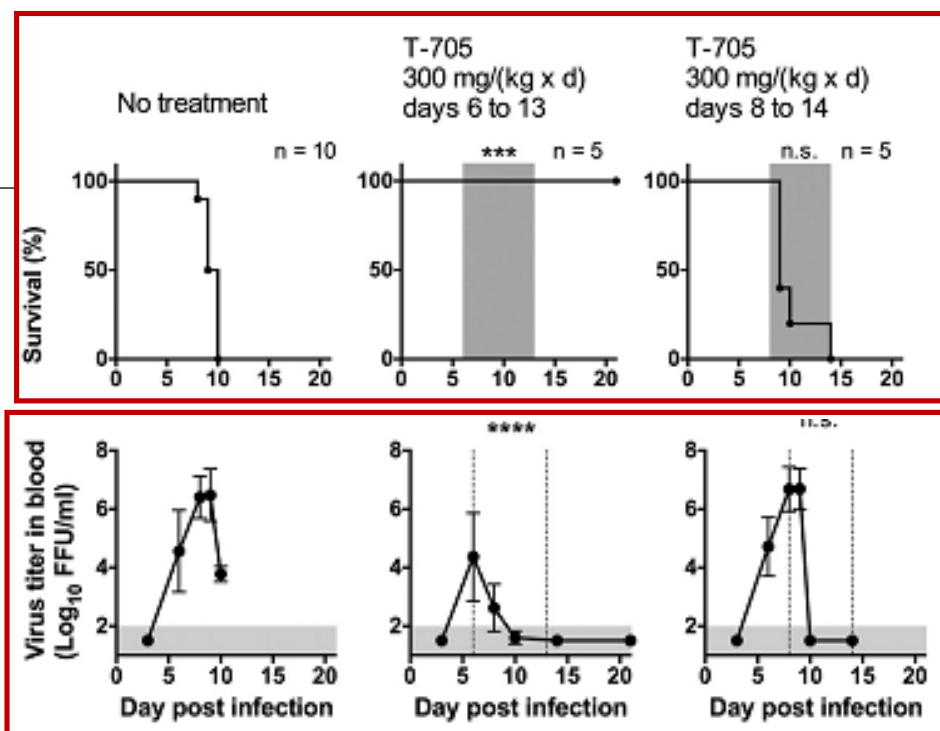 No treatment
n = 10
T-705
300 mg/(kg x d)
days 6 to 13
*** n = 5
T-705
300 mg/(kg x d)
days 8 to 14
n.s. n = 5
Survival (%)
100
50
0
0 5 10 15 20
100
50
0
0 5 10 15 20
100
50
0
0 5 10 15 20
Virus titer in blood
(Log10 FFU/ml)
8
6
4
2
0 5 10 15 20
Day post infection
****
8
6
4
2
0 5 10 15 20
Day post infection
n.s.
8
6
4
2
0 5 10 15 20
Day post infection